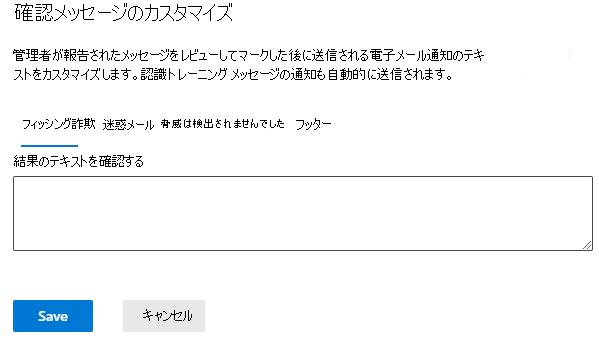 確認メッセージのカスタマイズ
管理者が報告されたメッセージをレビューしてマークした後に送信される電子メール通知のテキ
ストをカスタマイズします。認識トレーニング メッセージの通知も自動的に送信されます。
フィッシング詐欺 迷惑メール 脅威は検出されませんでした フッター
結果のテキストを確認する
Save キャンセル